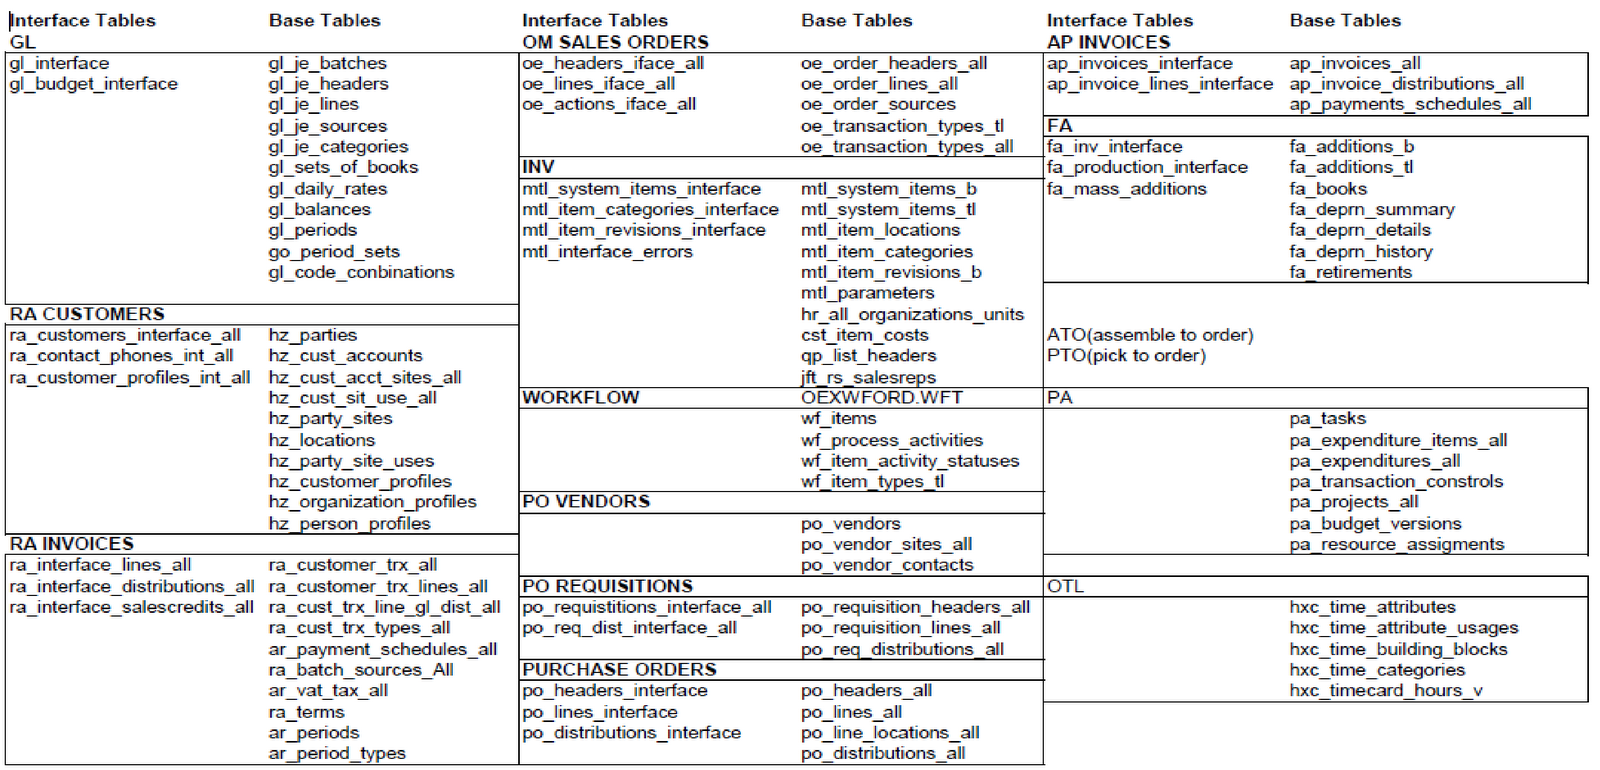 Interface Tables Base Tables
GL
gl_interface gl_je_batches
gl_budget_interface gl_je_headers
gl_je_lines
gl_je_sources
gl_je_categories
gl_sets_of_books
gl_daily_rates
gl_balances
gl_periods
go_period_sets
gl_code_conbinations
RA CUSTOMERS
ra_customers_interface_all hz_parties
ra_contact_phones_int_all hz_cust_accounts
ra_customer_profiles_int_all hz_cust_acct_sites_all
hz_cust_sit_use_all
hz_party_sites
hz_locations
hz_party_site_uses
hz_customer_profiles
hz_organization_profiles
hz_person_profiles
RA INVOICES
ra_interface_lines_all ra_customer_trx_all
ra_interface_distributions_all ra_customer_trx_lines_all
ra_interface_salescredits_all ra_cust_trx_line_gl_dist_all
ra_cust_trx_types_all
ar_payment_schedules_all
ra_batch_sources_All
ar_vat_tax_all
ra_terms
ar_periods
ar_period_types
Interface Tables Base Tables
OM SALES ORDERS
oe_headers_iface_all oe_order_headers_all
oe_lines_iface_all oe_order_lines_all
oe_actions_iface_all oe_order_sources
oe_transaction_types_tl
oe_transaction_types_all
INV
mtl_system_items_interface mtl_system_items_b
mtl_item_categories_interface mtl_system_items_tl
mtl_item_revisions_interface mtl_item_locations
mtl_interface_errors mtl_item_categories
mtl_item_revisions_b
mtl_parameters
hr_all_organizations_units
cst_item_costs
qp_list_headers
jft_rs_salesreps
WORKFLOW OEXWFORD.WFT
wf_items
wf_process_activities
wf_item_activity_statuses
wf_item_types_tl
PO VENDORS
po_vendors
po_vendor_sites_all
po_vendor_contacts
PO REQUISITIONS
po_requistitions_interface_all po_requisition_headers_all
po_req_dist_interface_all po_requisition_lines_all
po_req_distributions_all
PURCHASE ORDERS
po_headers_interface po_headers_all
po_lines_interface po_lines_all
po_distributions_interface po_line_locations_all
po_distributions_all
Interface Tables Base Tables
AP INVOICES
ap_invoices_interface ap_invoices_all
ap_invoice_lines_interface ap_invoice_distributions_all
ap_payments_schedules_all
FA
fa_inv_interface fa_additions_b
fa_production_interface fa_additions_tl
fa_mass_additions fa_books
fa_deprn_summary
fa_deprn_details
fa_deprn_history
fa_retirements
ATO(assemble to order)
PTO(pick to order)
PA
pa_tasks
pa_expenditure_items_all
pa_expenditures_all
pa_transaction_constrols
pa_projects_all
pa_budget_versions
pa_resource_assigments
OTL
hxc_time_attributes
hxc_time_attribute_usages
hxc_time_building_blocks
hxc_time_categories
hxc_timecard_hours_v